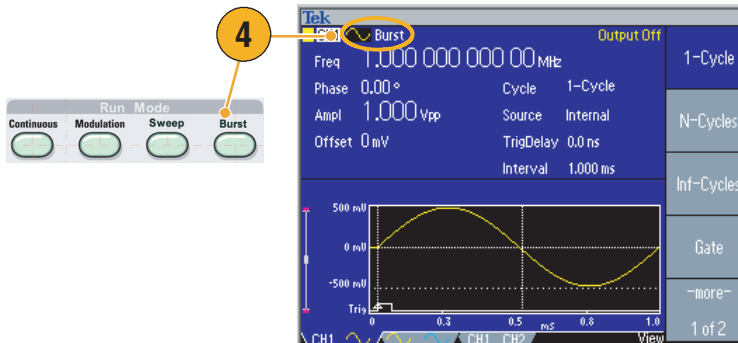 4
Run Mode
Continuous Modulation Sweep Burst
Tek
CH1 Burst Output Off
Freq 1.000 000 000 00 MHz
Phase 0.00 °
Ampl 1.000 Vpp
Offset 0 mV
Cycle 1-Cycle
Source Internal
TrigDelay 0.0 ns
Interval 1.000 ms
1-Cycle
N-Cycles
Inf-Cycles
Gate
-more-
1 of 2
500 mV
0 mV
-500 mV
Trig
0 0.3 0.5 ms 0.8 1.0
CH1 CH1 CH2 View